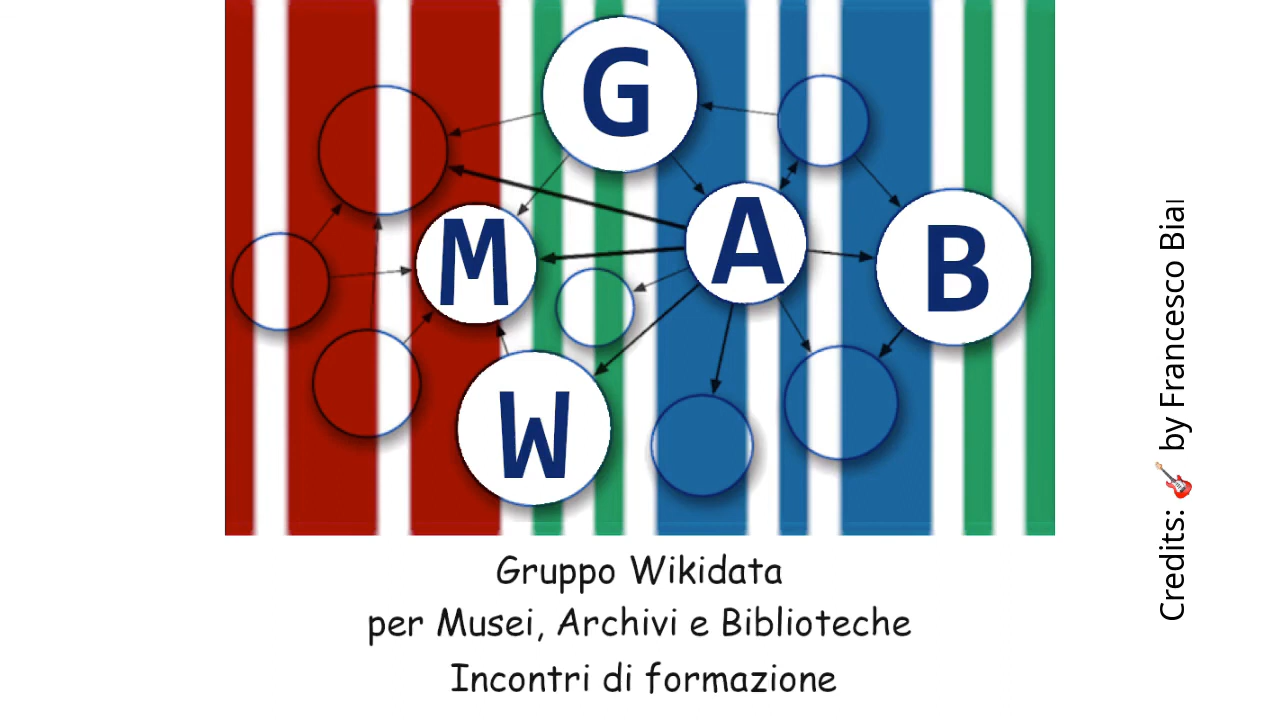 G
A
B
M
W
Gruppo Wikidata
per Musei, Archivi e Biblioteche
Incontri di formazione
Credits: 🎸 by Francesco